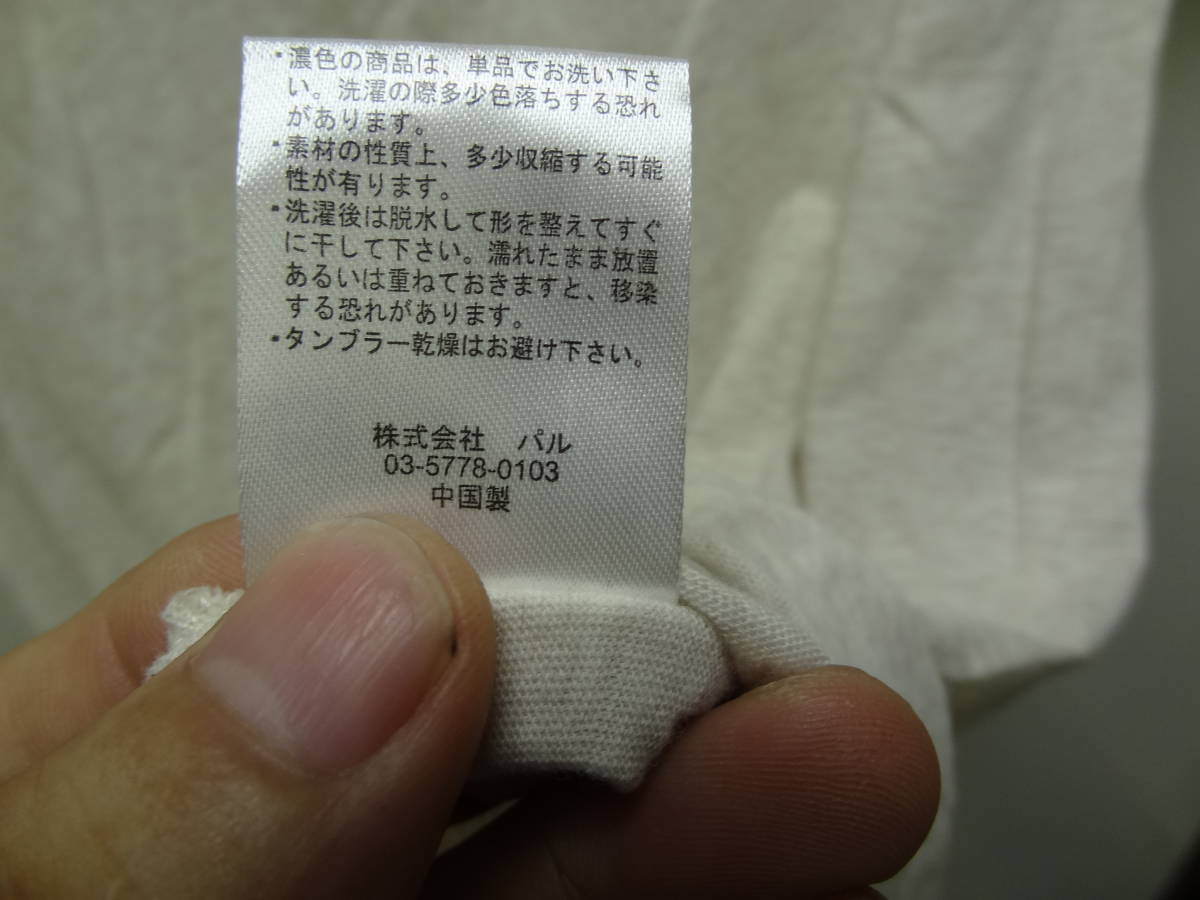 ・濃色の商品は、単品でお洗い下さ
い。洗濯の際多少色落ちする恐れ
があります。
・素材の性質上、多少収縮する可能
性が有ります。
・洗濯後は脱水して形を整えてすぐ
に干して下さい。濡れたまま放置
あるいは重ねておきますと、移染
する恐れがあります。
・タンブラー乾燥はお避け下さい。
株式会社　パル
03-5778-0103
中国製